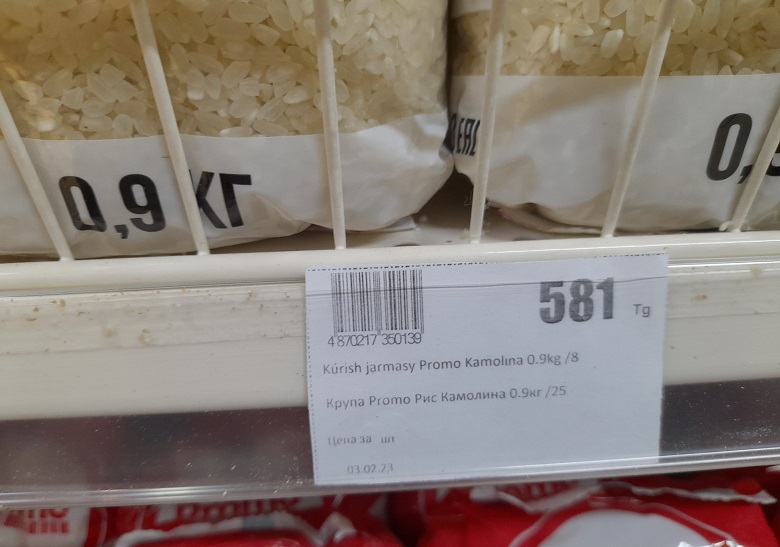 0,9 КГ
0,
581 Tg
4 870217 350139
Kúrish jarmasy Promo Kamolına 0.9kg /8
Крупа Promo Рис Камолина 0.9кг /25
Цена за шт
03.02.23